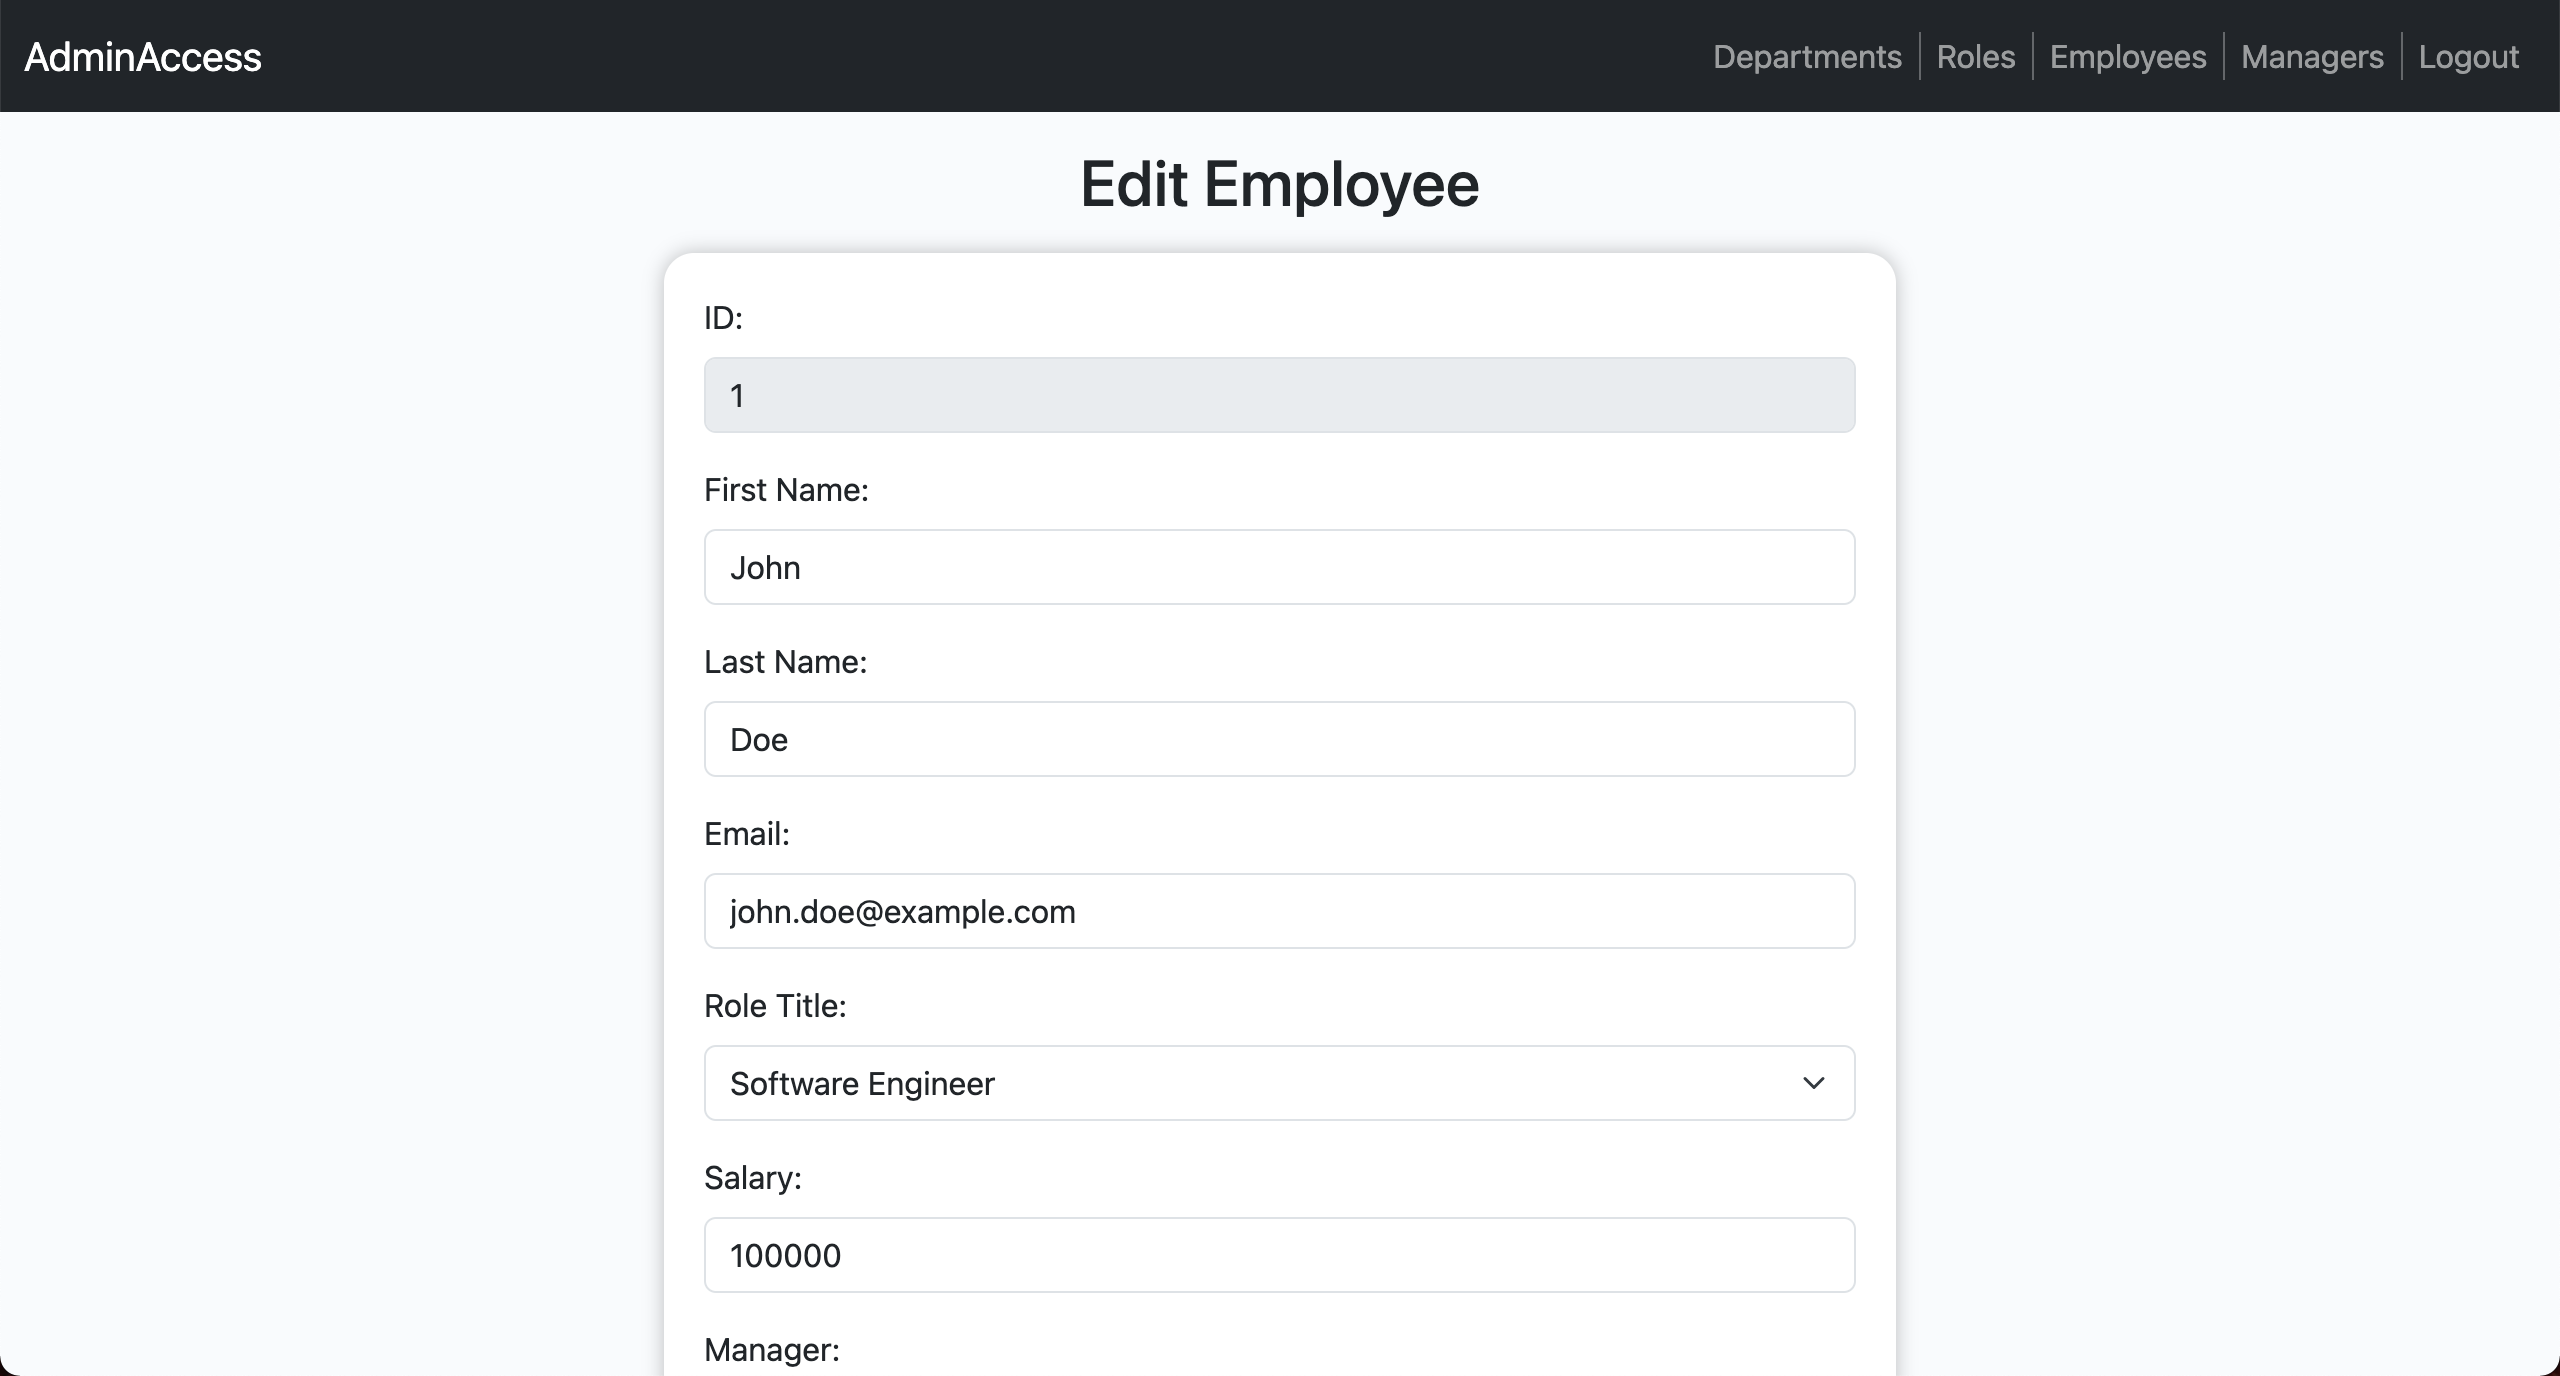 AdminAccess
Departments Roles Employees Managers Logout
Edit Employee
ID:
1
First Name:
John
Last Name:
Doe
Email:
john.doe@example.com
Role Title:
Software Engineer
Salary:
100000
Manager: